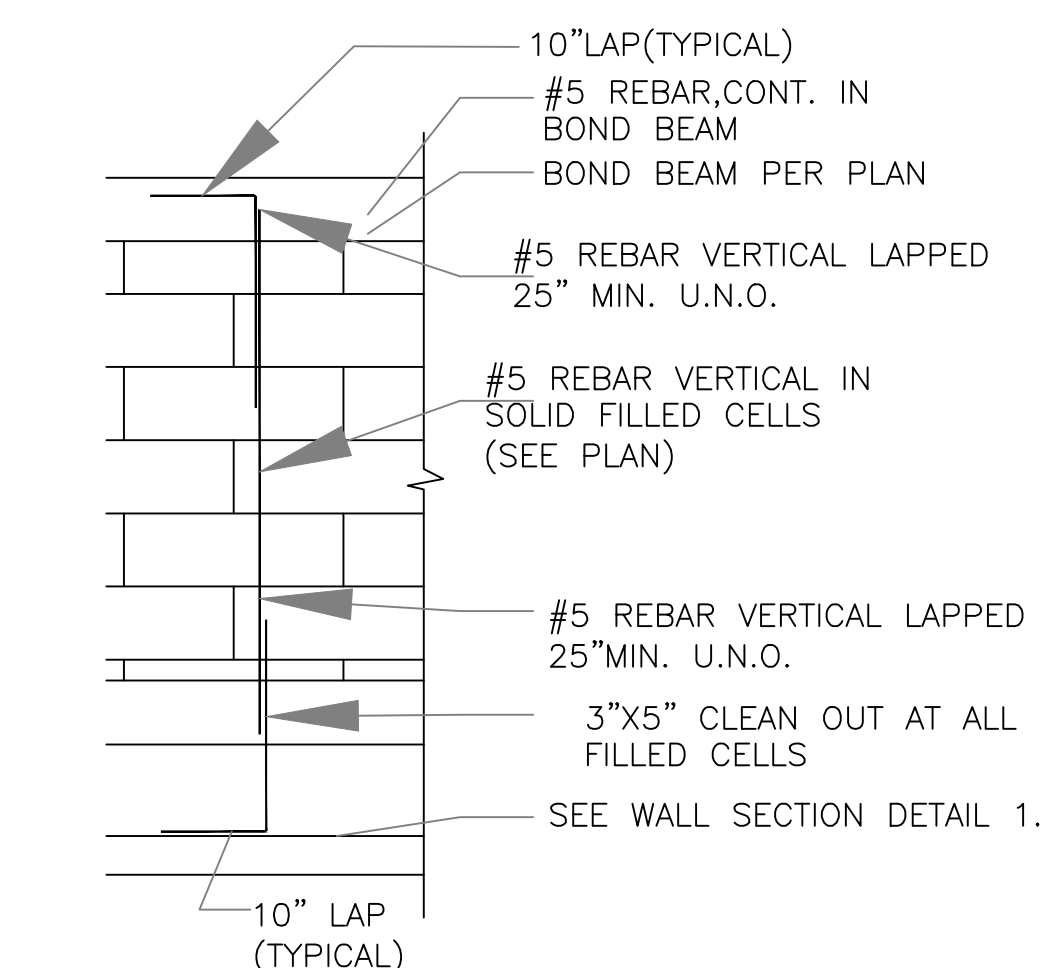 10”LAP(TYPICAL)
#5 REBAR,CONT. IN
BOND BEAM
BOND BEAM PER PLAN
#5 REBAR VERTICAL LAPPED
25” MIN. U.N.O.
#5 REBAR VERTICAL IN
SOLID FILLED CELLS
(SEE PLAN)
#5 REBAR VERTICAL LAPPED
25”MIN. U.N.O.
3”X5” CLEAN OUT AT ALL
FILLED CELLS
SEE WALL SECTION DETAIL 1.
10” LAP
(TYPICAL)